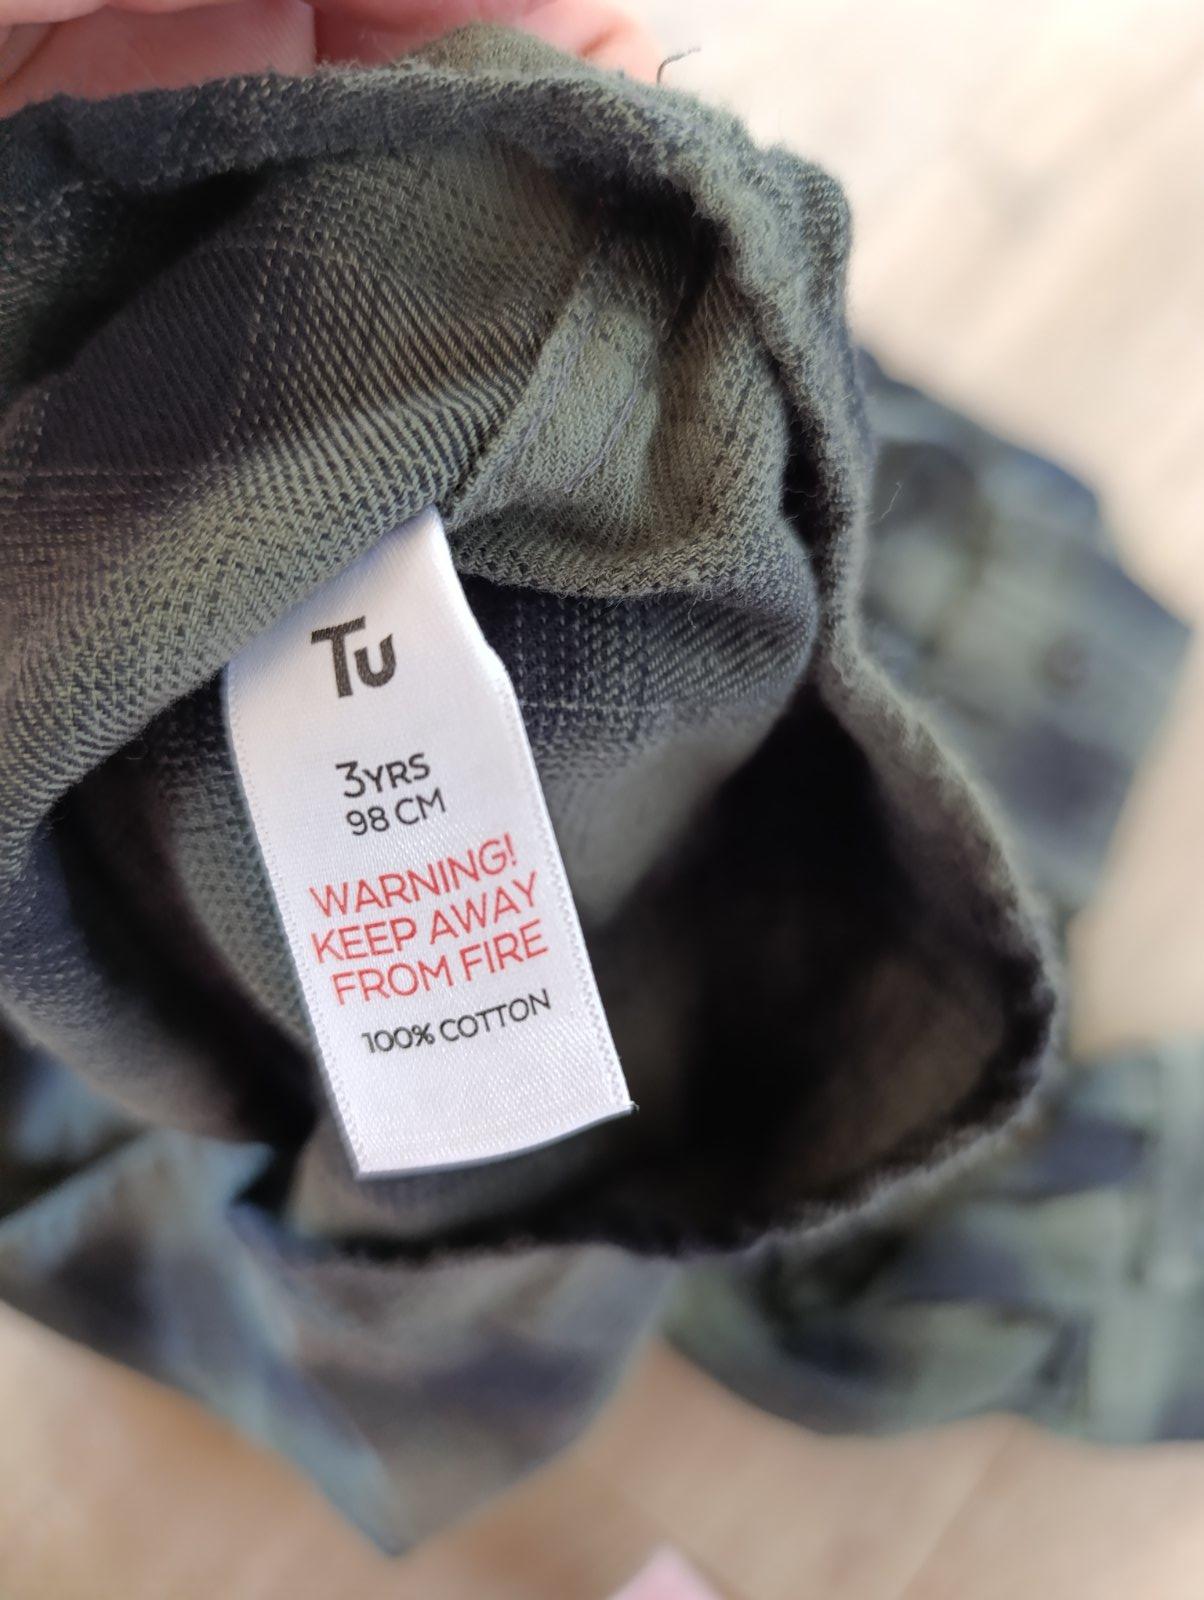 Tu
3YRS
98 CM
WARNING!
KEEP AWAY
FROM FIRE
100% COTTON